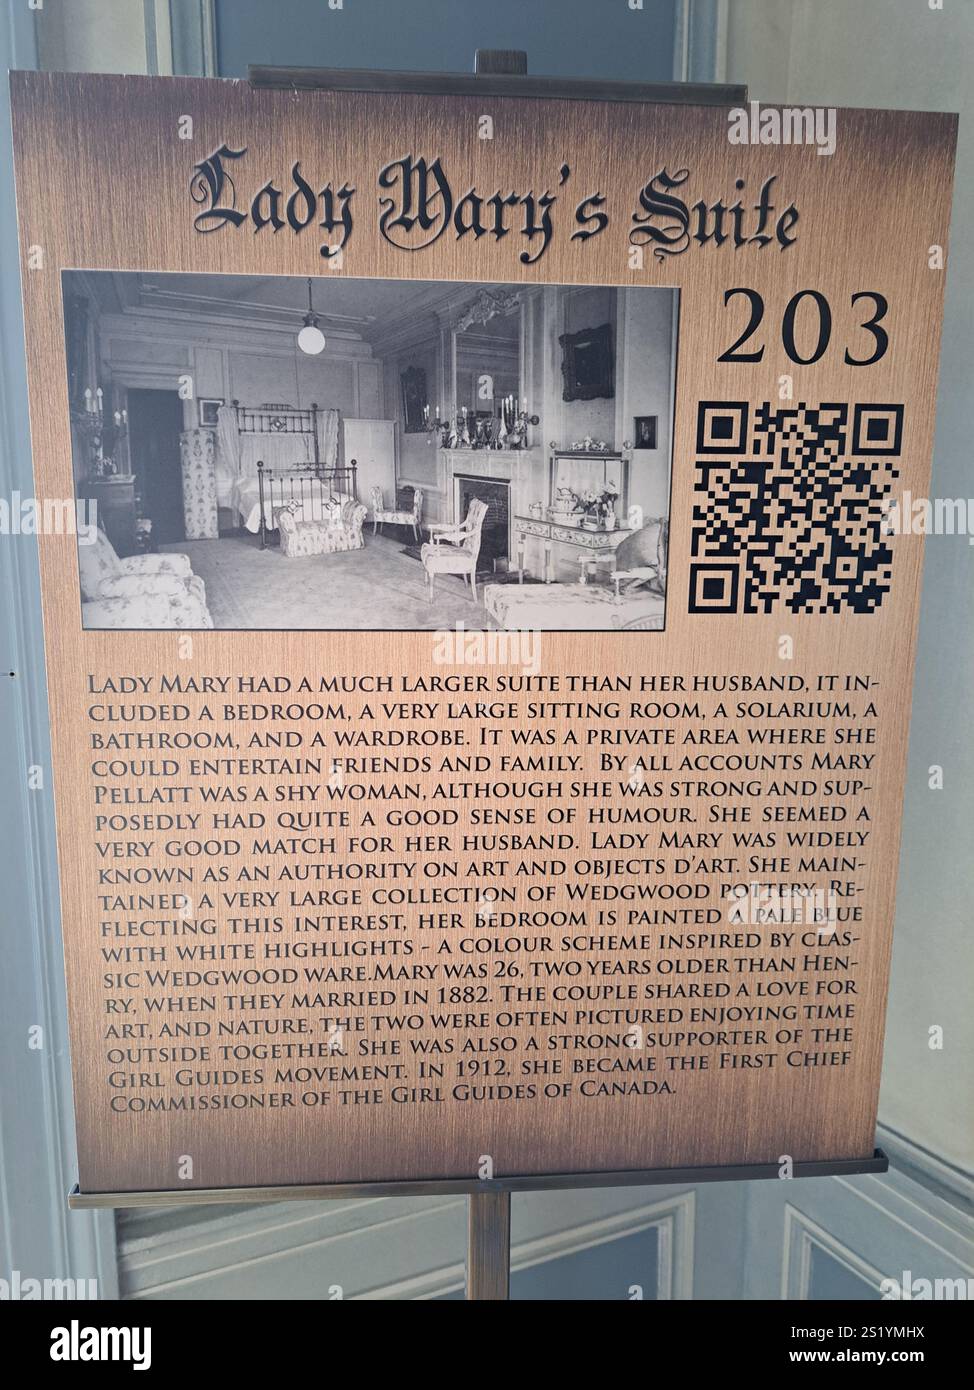 Lady Mary's Suite
203
LADY MARY HAD A MUCH LARGER SUITE THAN HER HUSBAND, IT IN-
CLUDED A BEDROOM, A VERY LARGE SITTING ROOM, A SOLARIUM, A
BATHROOM, AND A WARDROBE. IT WAS A PRIVATE AREA WHERE SHE
COULD ENTERTAIN FRIENDS AND FAMILY. BY ALL ACCOUNTS MARY
PELLATT WAS A SHY WOMAN, ALTHOUGH SHE WAS STRONG AND SUP-
POSEDLY HAD QUITE A GOOD SENSE OF HUMOUR. SHE SEEMED A
VERY GOOD MATCH FOR HER HUSBAND. LADY MARY WAS WIDELY
KNOWN AS AN AUTHORITY ON ART AND OBJECTS D'ART. SHE MAIN-
TAINED A VERY LARGE COLLECTION OF WEDGWOOD POTTERY. RE-
FLECTING THIS INTEREST, HER BEDROOM IS PAINTED A PALE BLUE
WITH WHITE HIGHLIGHTS - A COLOUR SCHEME INSPIRED BY CLAS-
SIC WEDGWOOD WARE.MARY WAS 26, TWO YEARS OLDER THAN HEN-
RY, WHEN THEY MARRIED IN 1882. THE COUPLE SHARED A LOVE FOR
ART, AND NATURE, THE TWO WERE OFTEN PICTURED ENJOYING TIME
OUTSIDE TOGETHER. SHE WAS ALSO A STRONG SUPPORTER OF THE
GIRL GUIDES MOVEMENT. IN 1912, SHE BECAME THE FIRST CHIEF
COMMISSIONER OF THE GIRL GUIDES OF CANADA.
alamy
Image ID: 2S1YMHX
www.alamy.com